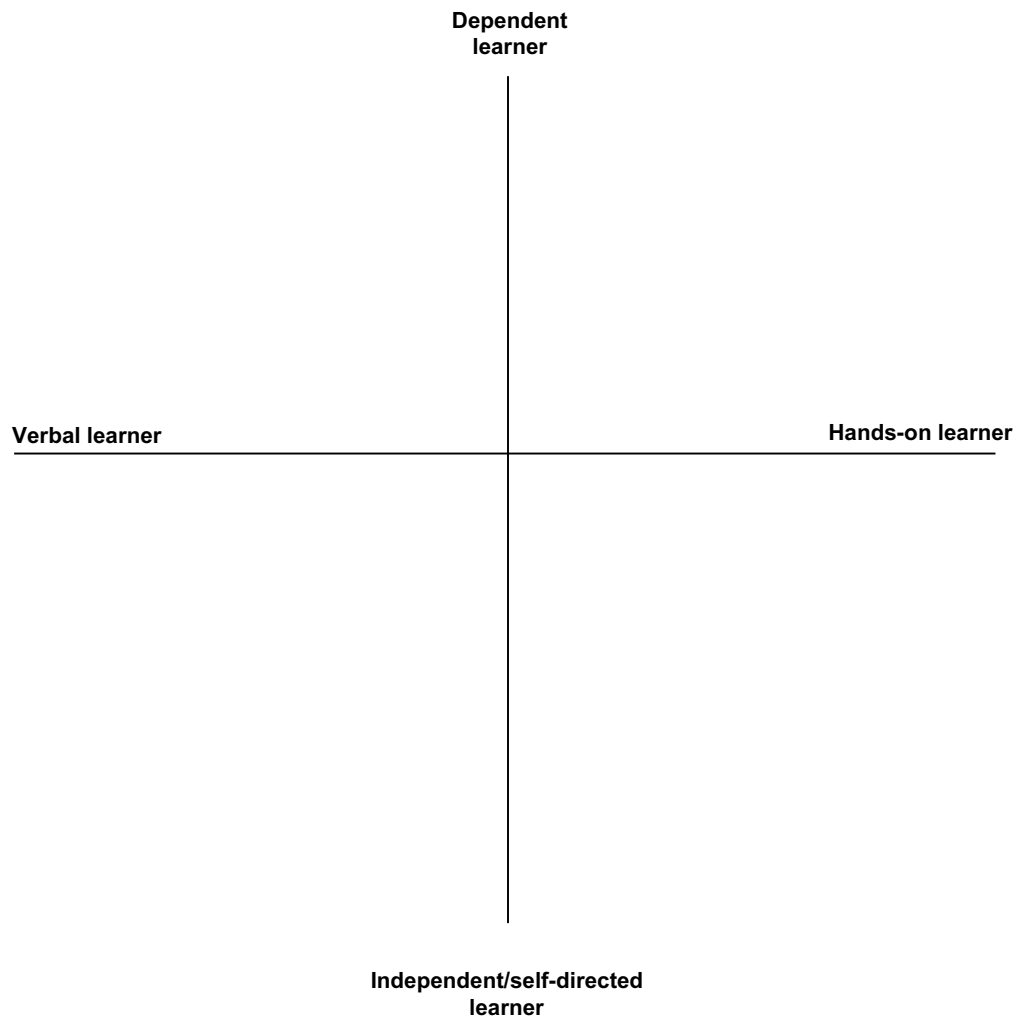 Dependent
learner
Verbal learner
Hands-on learner
Independent/self-directed
learner